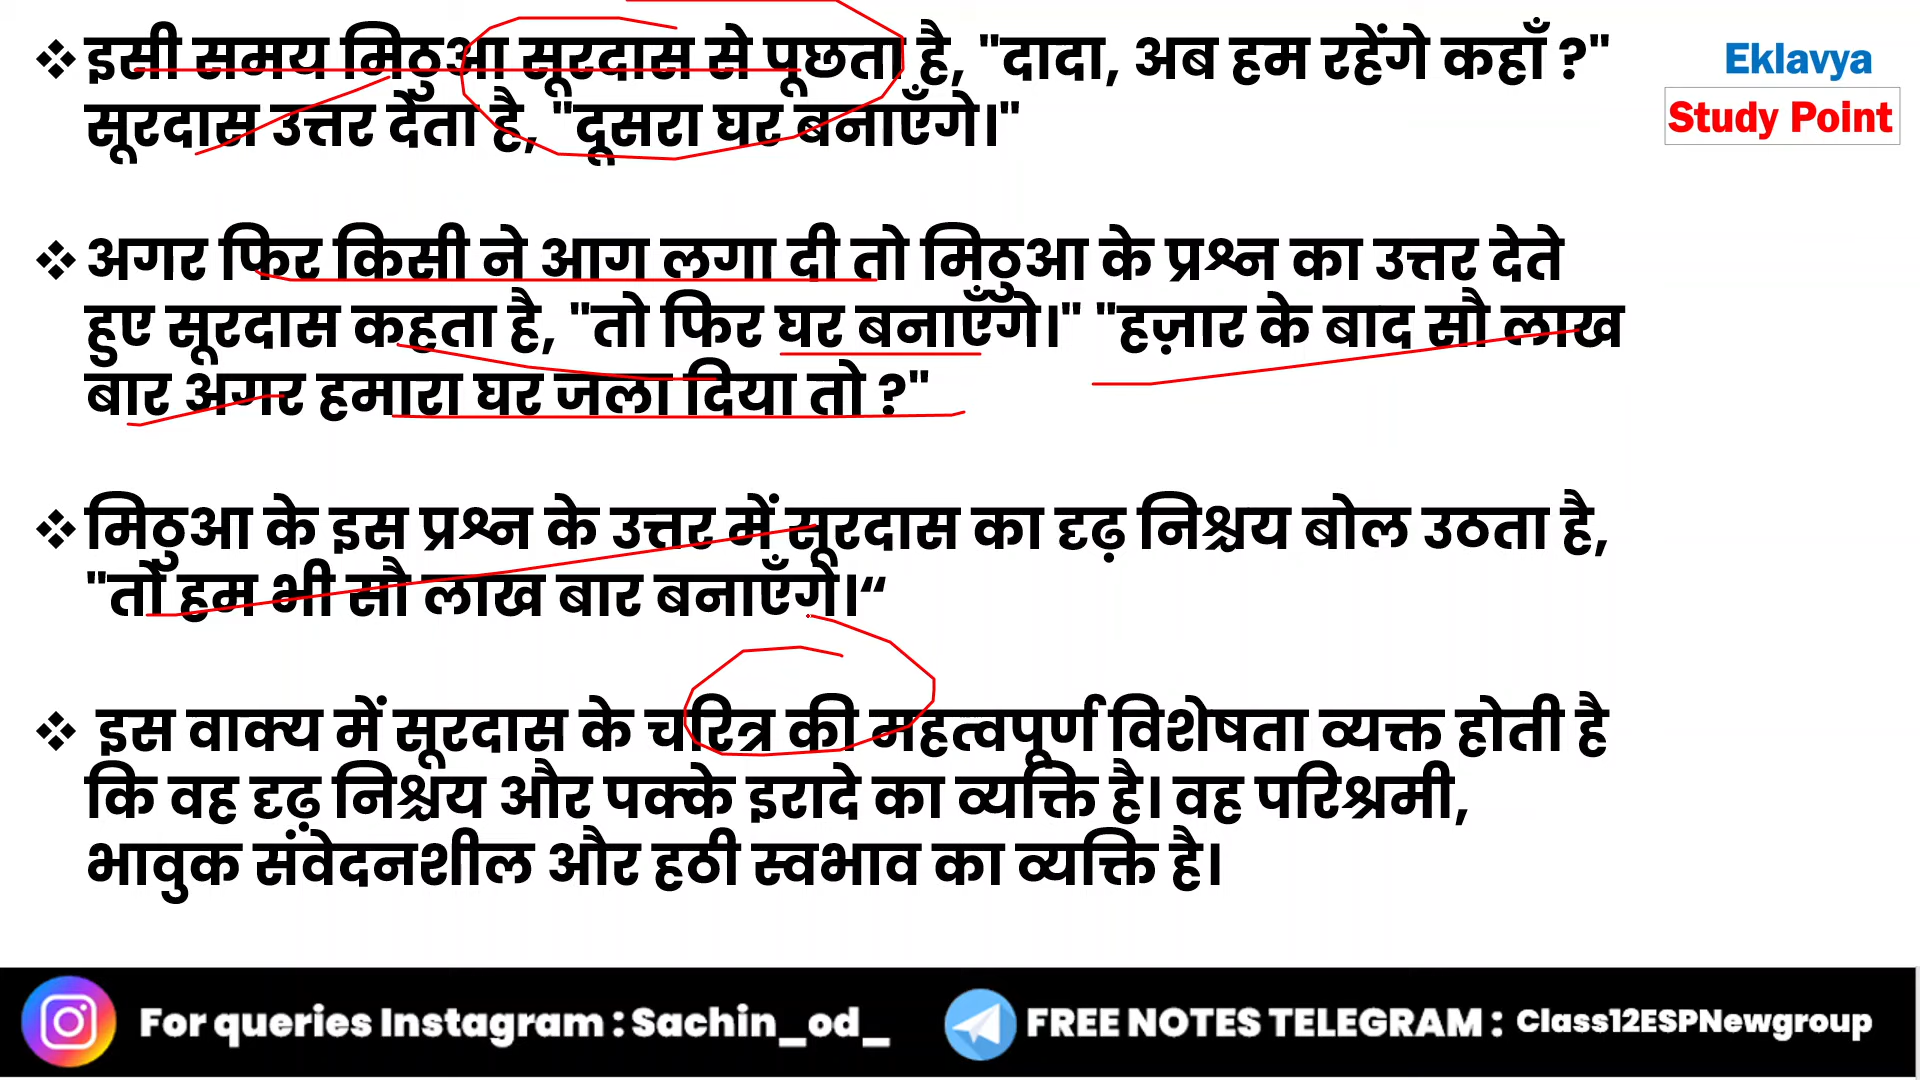 ❖ इसी समय मिठुआ सूरदास से पूछता है, "दादा, अब हम रहेंगे कहाँ ?"
सूरदास उत्तर देता है, "दूसरा घर बनाएँगे।"
Eklavya
Study Point
❖ अगर फिर किसी ने आग लगा दी तो मिठुआ के प्रश्न का उत्तर देते
हुए सूरदास कहता है, "तो फिर घर बनाएँगे।" "हज़ार के बाद सौ लाख
बार अगर हमारा घर जला दिया तो ?"
❖ मिठुआ के इस प्रश्न के उत्तर में सूरदास का दृढ़ निश्चय बोल उठता है,
"तो हम भी सौ लाख बार बनाएँगे।“
❖ इस वाक्य में सूरदास के चरित्र की महत्वपूर्ण विशेषता व्यक्त होती है
कि वह दृढ़ निश्चय और पक्के इरादे का व्यक्ति है। वह परिश्रमी,
भावुक संवेदनशील और हठी स्वभाव का व्यक्ति है।
For queries Instagram : Sachin_od_
FREE NOTES TELEGRAM : Class12ESPNewgroup